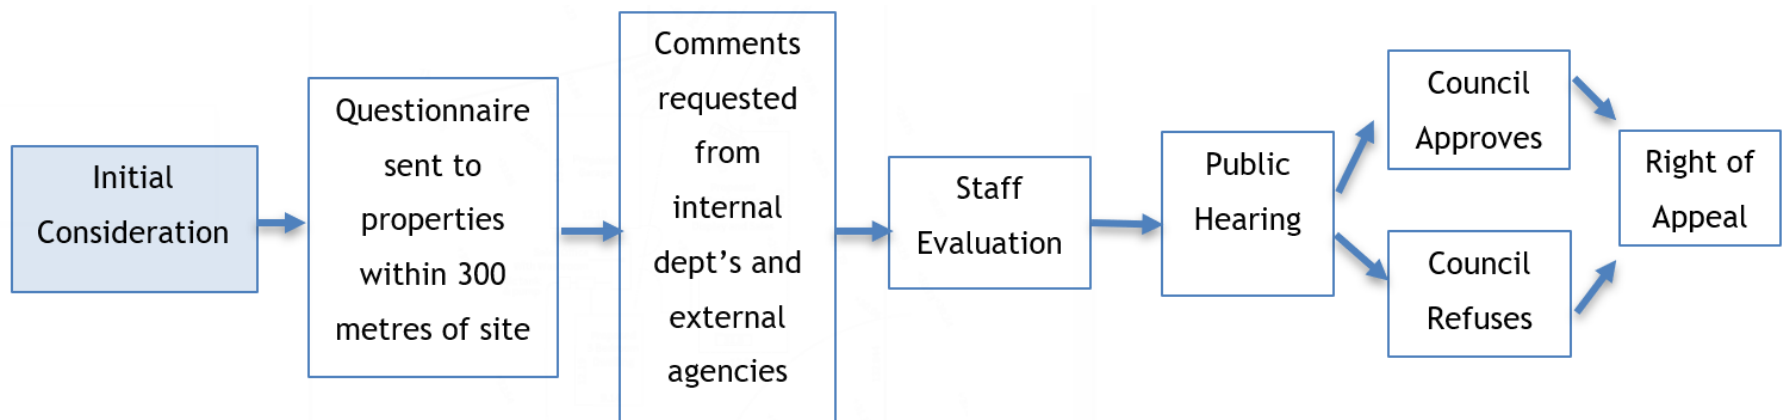 Initial
Consideration
Questionnaire
sent to
properties
within 300
metres of site
Comments
requested
from
internal
dept's and
external
agencies
Staff
Evaluation
Public
Hearing
Council
Approves
Council
Refuses
Right of
Appeal